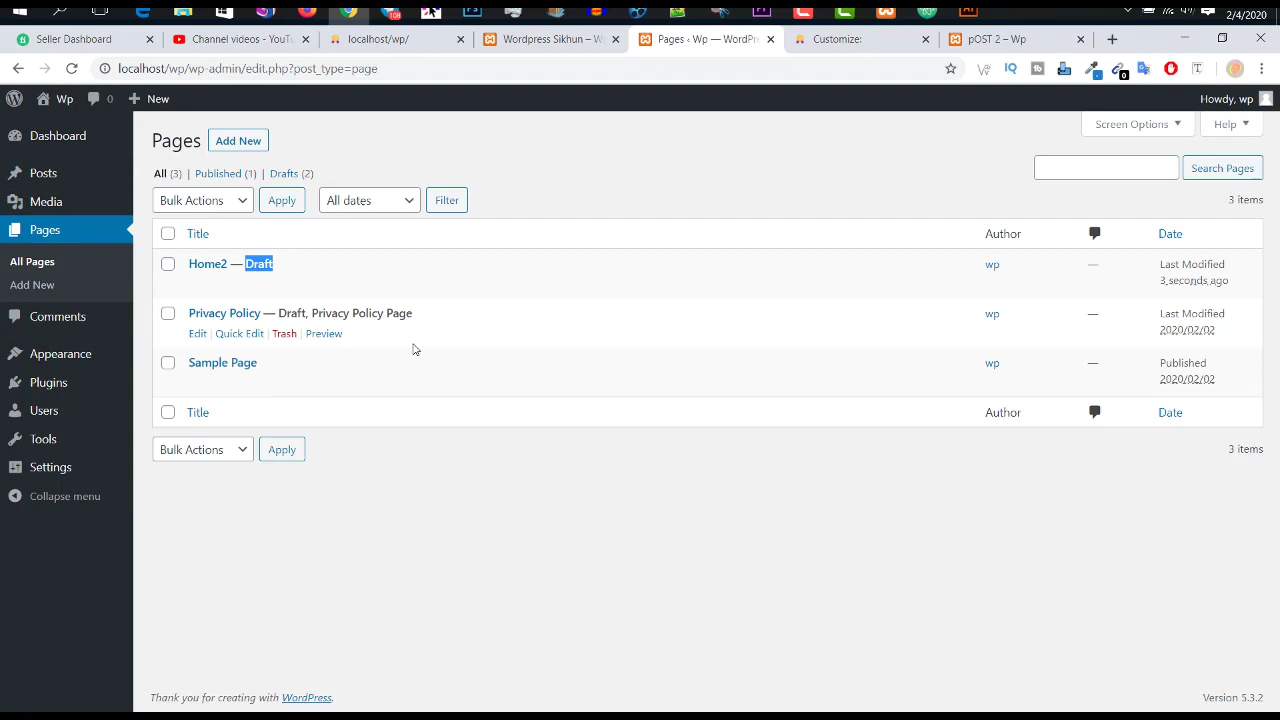 108
2/4/2020
Seller Dashboard
Channel videos - YouTu
localhost/wp/
Wordpress Sikhun – W
Pages ‹ Wp — WordPre
Customize:
pOST 2 – Wp
localhost/wp/wp-admin/edit.php?post_type=page
Wp
0
New
Howdy, wp
Dashboard
Posts
Media
Pages
All Pages
Add New
Comments
Appearance
Plugins
Users
Tools
Settings
Collapse menu
Screen Options
Help
Pages
Add New
All (3) | Published (1) | Drafts (2)
Search Pages
Bulk Actions
Apply
All dates
Filter
3 items
Title
Author
Date
Home2 — Draft
wp
—
Last Modified
3 seconds ago
Privacy Policy — Draft, Privacy Policy Page
Edit | Quick Edit | Trash | Preview
wp
—
Last Modified
2020/02/02
Sample Page
wp
—
Published
2020/02/02
Title
Author
Date
Bulk Actions
Apply
3 items
Thank you for creating with WordPress.
Version 5.3.2